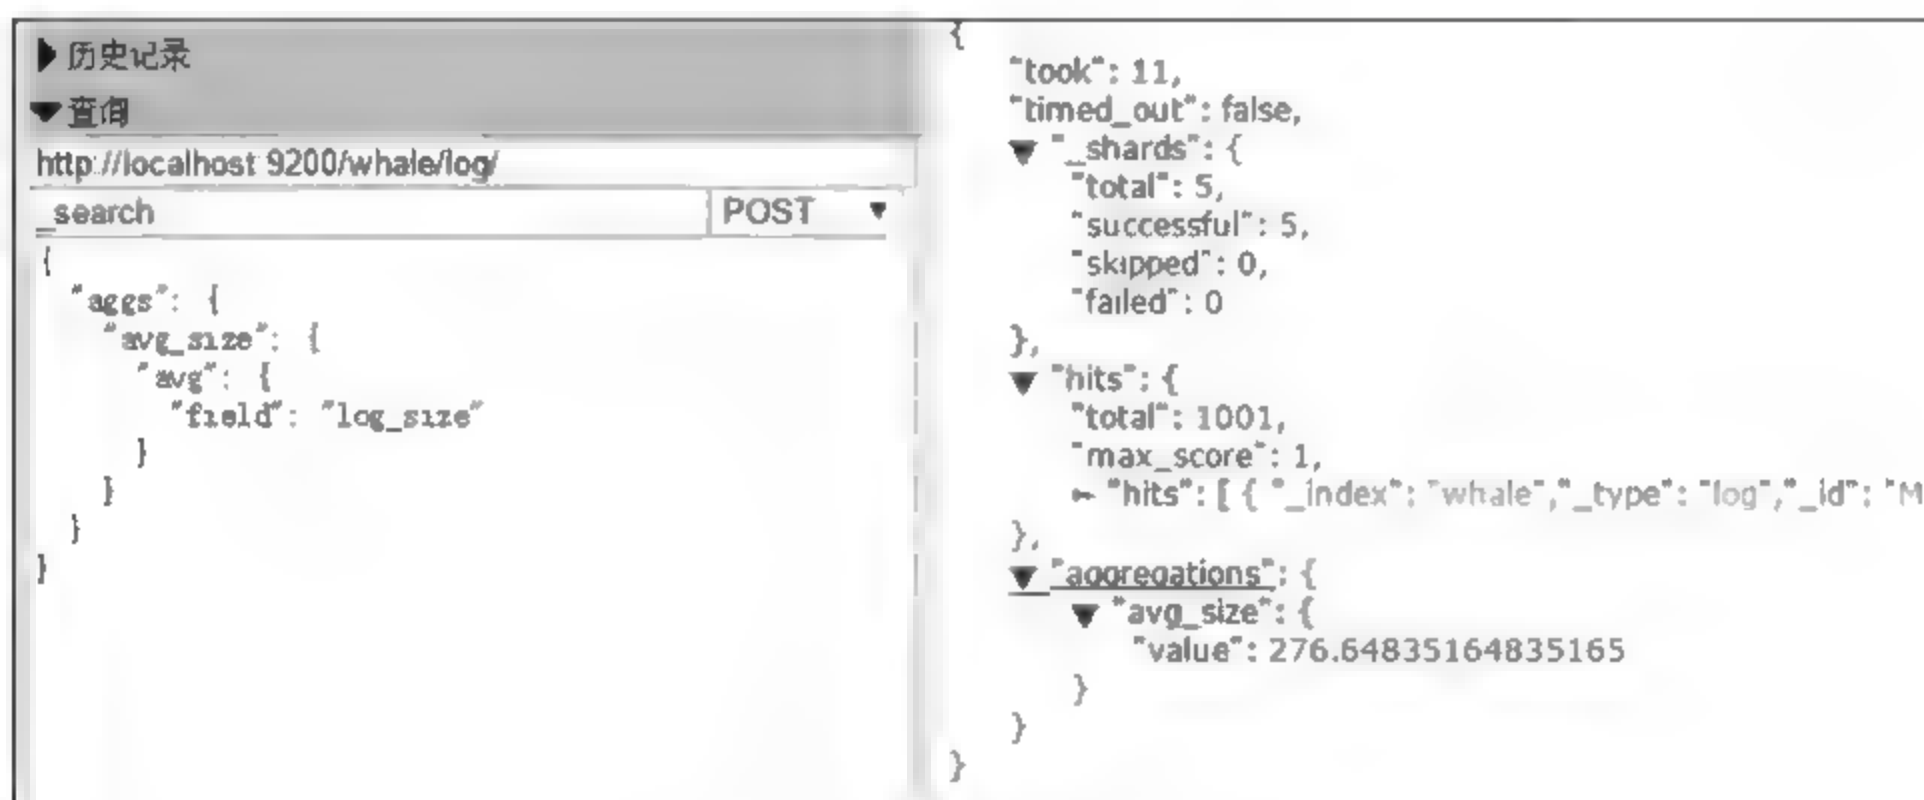 历史记录
查询
http://localhost:9200/whale/log/
_search POST
{
"aggs": {
"avg_size": {
"avg": {
"field": "log_size"
}
}
}
}
{
"took": 11,
"timed_out": false,
"_shards": {
"total": 5,
"successful": 5,
"skipped": 0,
"failed": 0
},
"hits": {
"total": 1001,
"max_score": 1,
"hits": [ { "_index": "whale","_type": "log","_id": "M
},
"aggregations": {
"avg_size": {
"value": 276.64835164835165
}
}
}